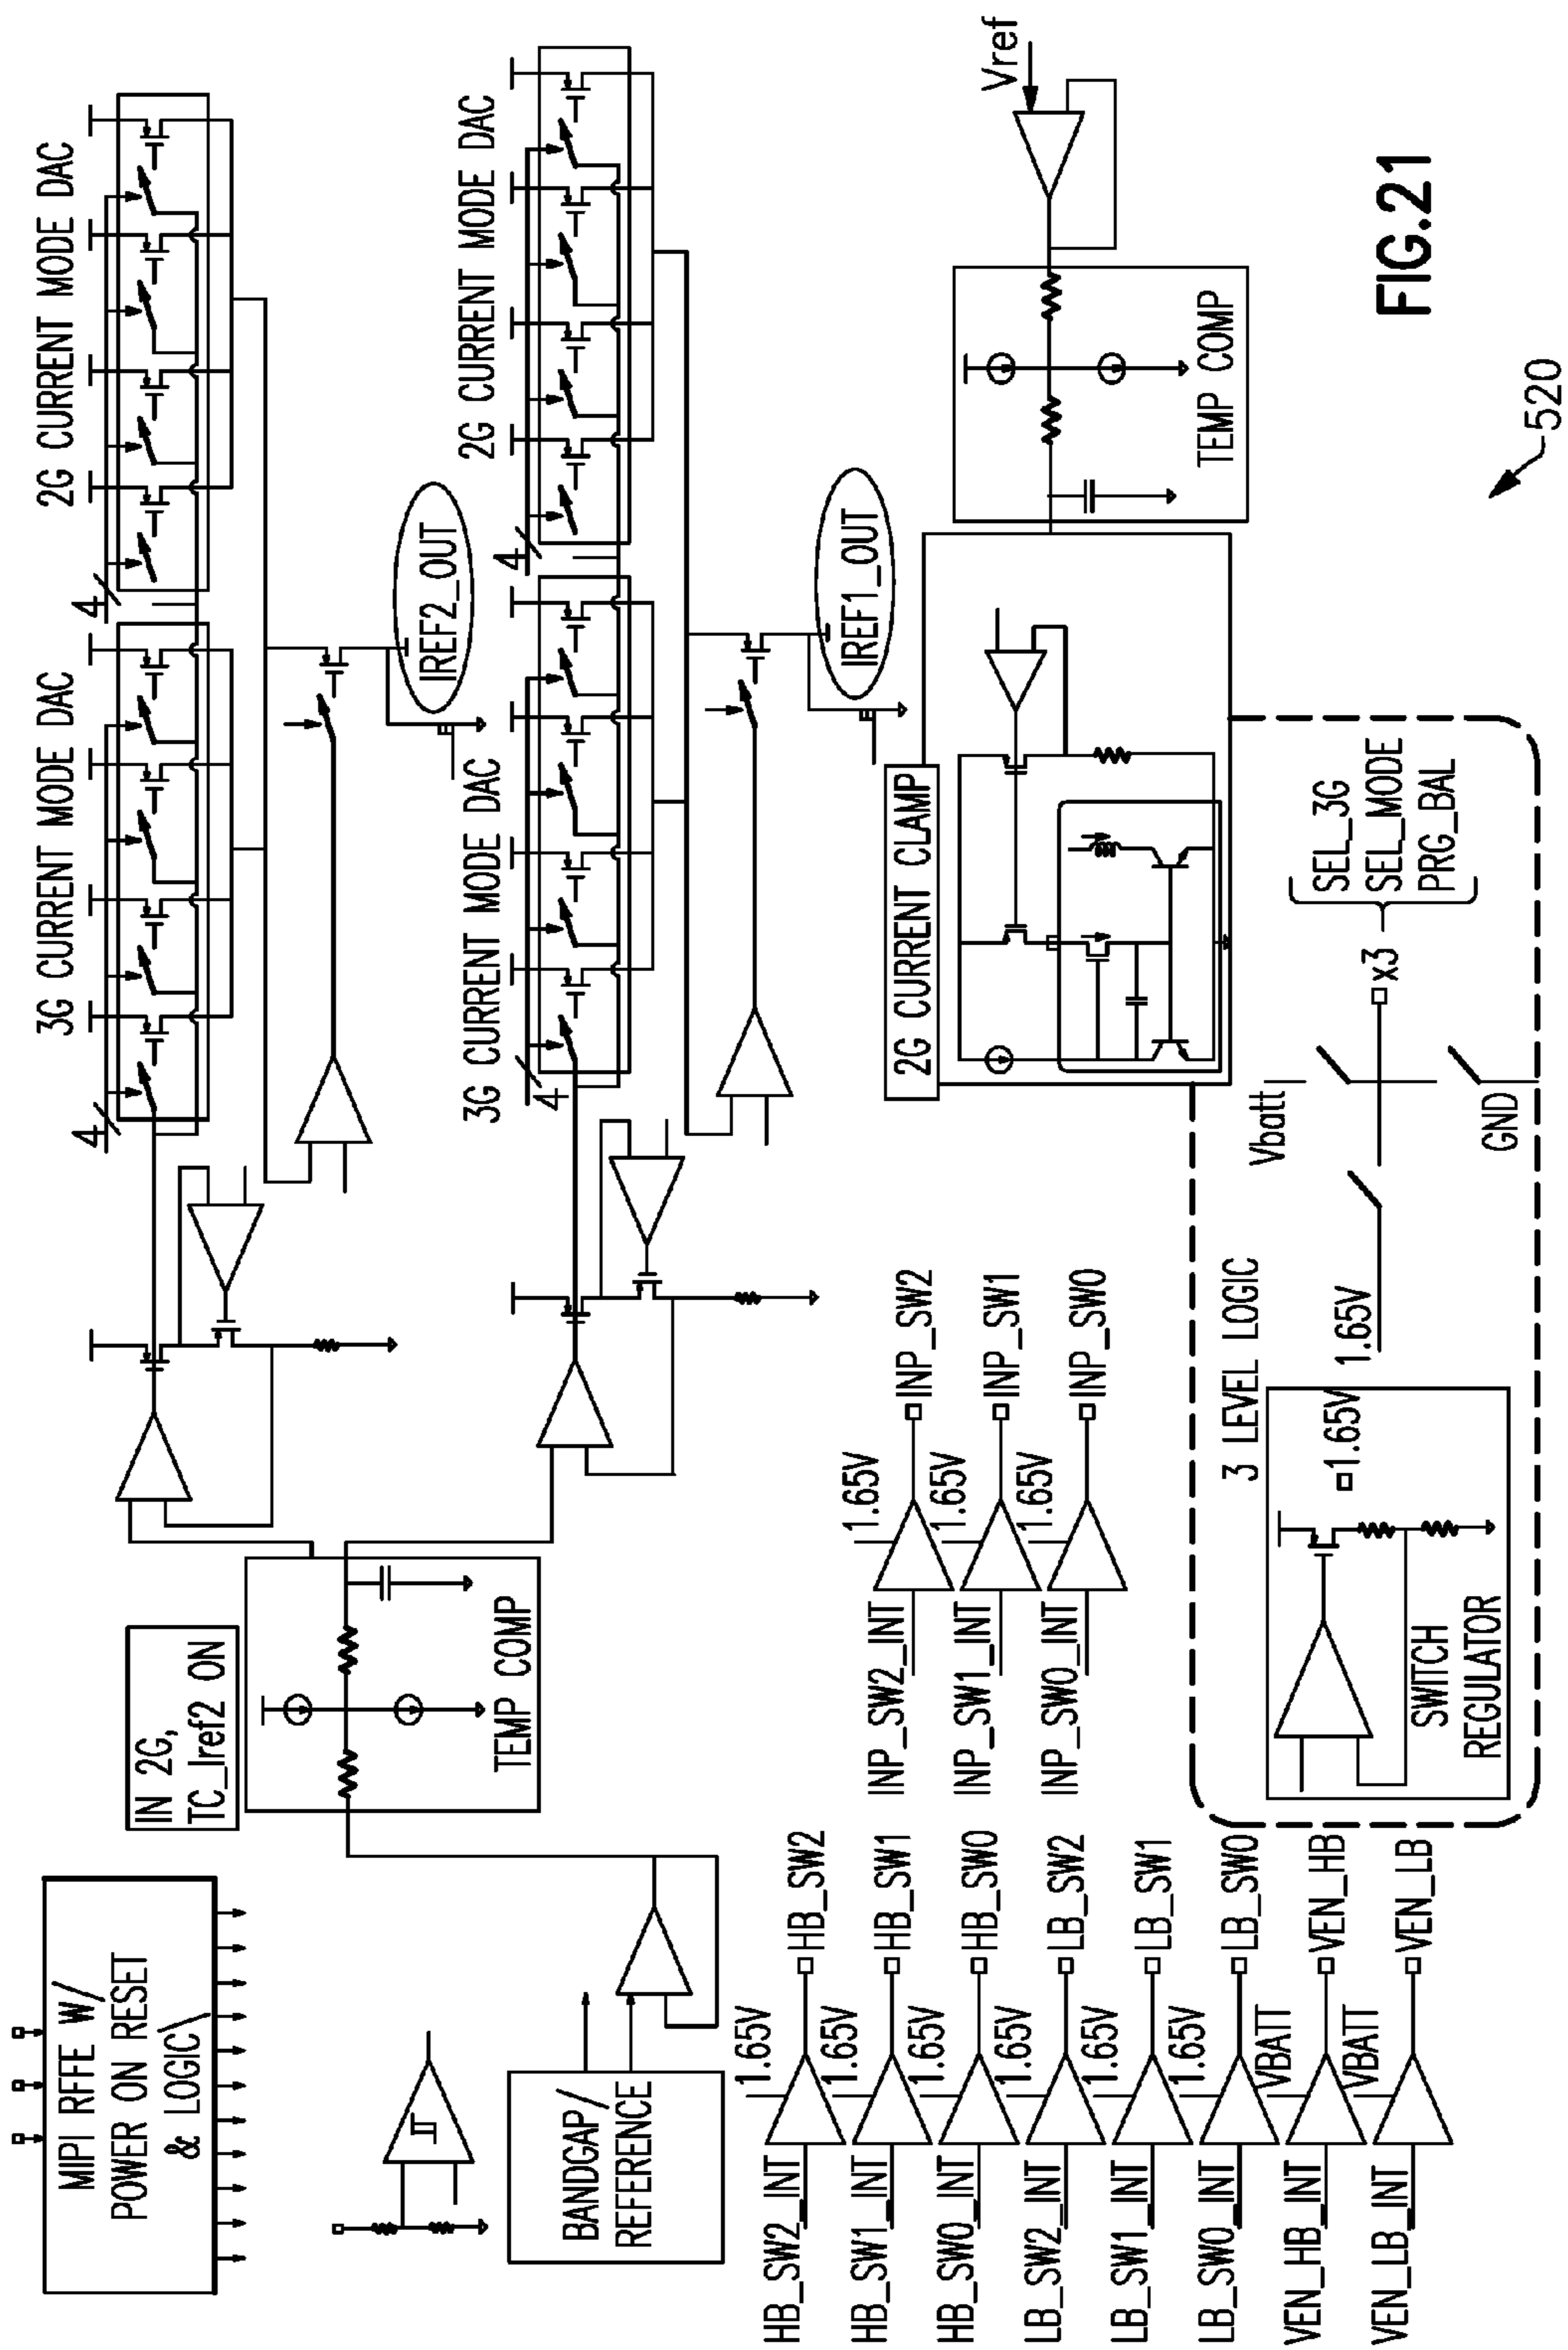 MIPI RFFE W/
POWER ON RESET
& LOGIC\
IN 2G,
TC_Iref2 ON
TEMP COMP
BANDGAP/
REFERENCE
3G CURRENT MODE DAC
4
2G CURRENT MODE DAC
4
IREF2_OUT
3G CURRENT MODE DAC
4
2G CURRENT MODE DAC
4
IREF1_OUT
HB_SW2_INT
1.65V
HB_SW2
HB_SW1_INT
1.65V
HB_SW1
HB_SW0_INT
1.65V
HB_SW0
LB_SW2_INT
1.65V
LB_SW2
LB_SW1_INT
1.65V
LB_SW1
LB_SW0_INT
1.65V
LB_SW0
VEN_HB_INT
VBATT
VEN_HB
VEN_LB_INT
VBATT
VEN_LB
INP_SW2_INT
1.65V
INP_SW2
INP_SW1_INT
1.65V
INP_SW1
INP_SW0_INT
1.65V
INP_SW0
2G CURRENT CLAMP
TEMP COMP
Vref
3 LEVEL LOGIC
SWITCH
REGULATOR
1.65V
1.65V
Vbatt
GND
x3
SEL_3G
SEL_MODE
PRG_BAL
520
FIG.21